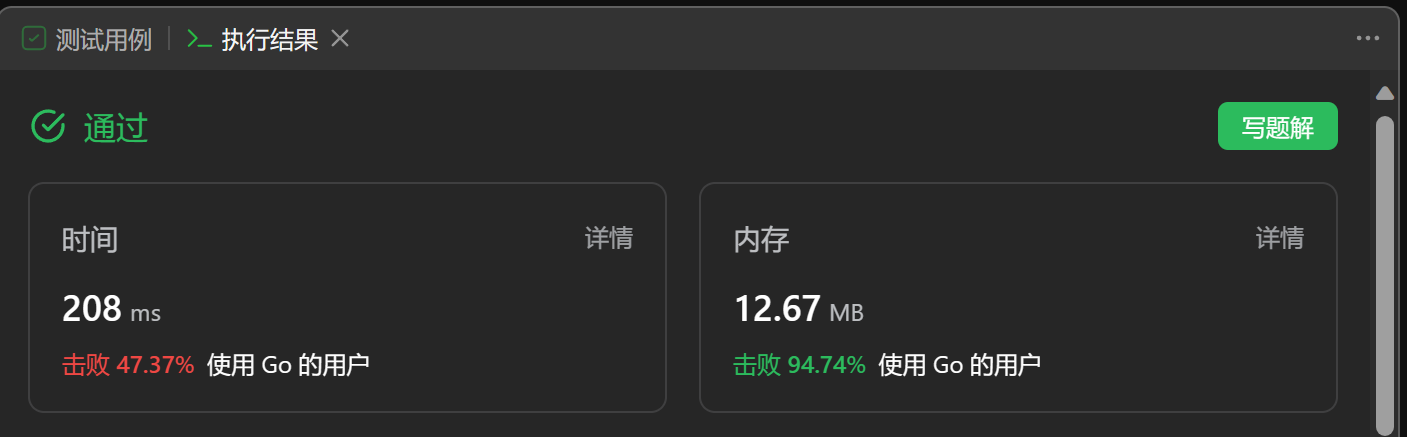 测试用例 执行结果
通过 写题解
时间 详情
208 ms
击败 47.37% 使用 Go 的用户
内存 详情
12.67 MB
击败 94.74% 使用 Go 的用户